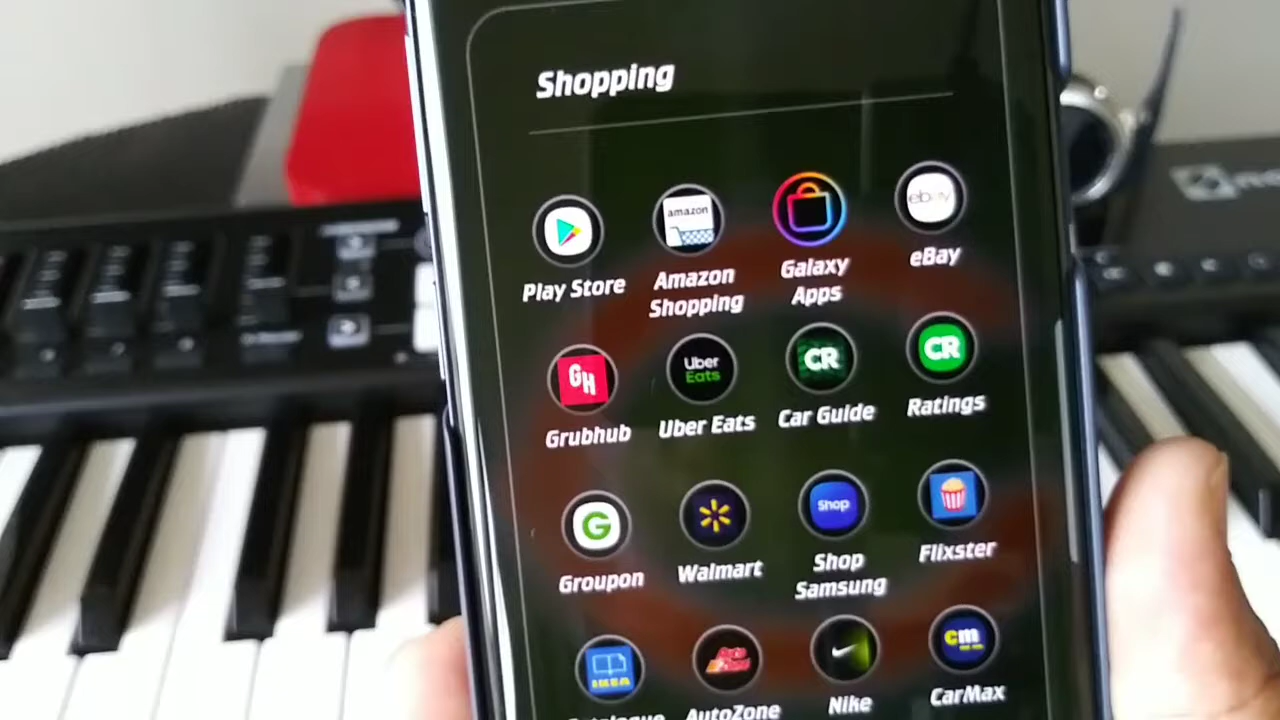 Shopping
amazon
ebay
Play Store
Amazon
Shopping
Galaxy
Apps
eBay
GH
Uber
Eats
CR
CR
Grubhub
Uber Eats
Car Guide
Ratings
G
Shop
Groupon
Walmart
Shop
Samsung
Flixster
IKEA
cm
Catalogue
AutoZone
Nike
CarMax